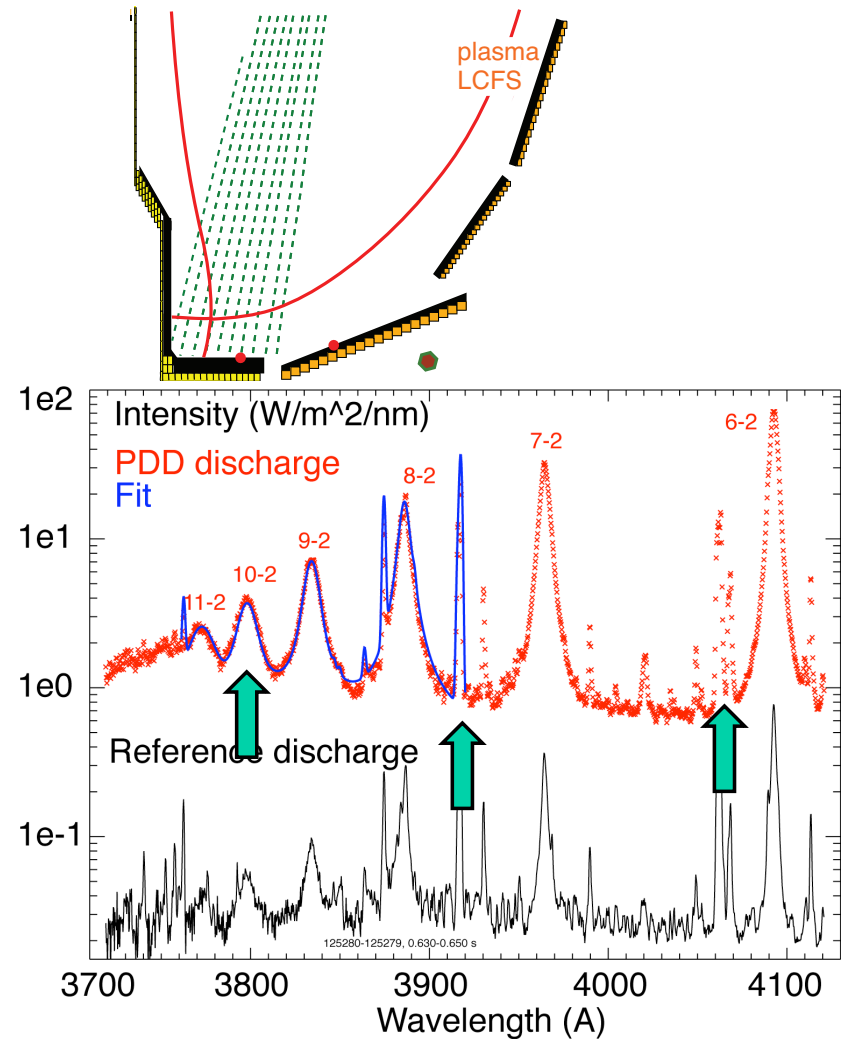 plasma
LCFS
1e2
Intensity (W/m^2/nm)
PDD discharge
Fit
6-2
7-2
8-2
9-2
10-2
11-2
1e1
1e0
Reference discharge
1e-1
125280-125279, 0.630-0.650 s
3700
3800
3900
4000
4100
Wavelength (A)